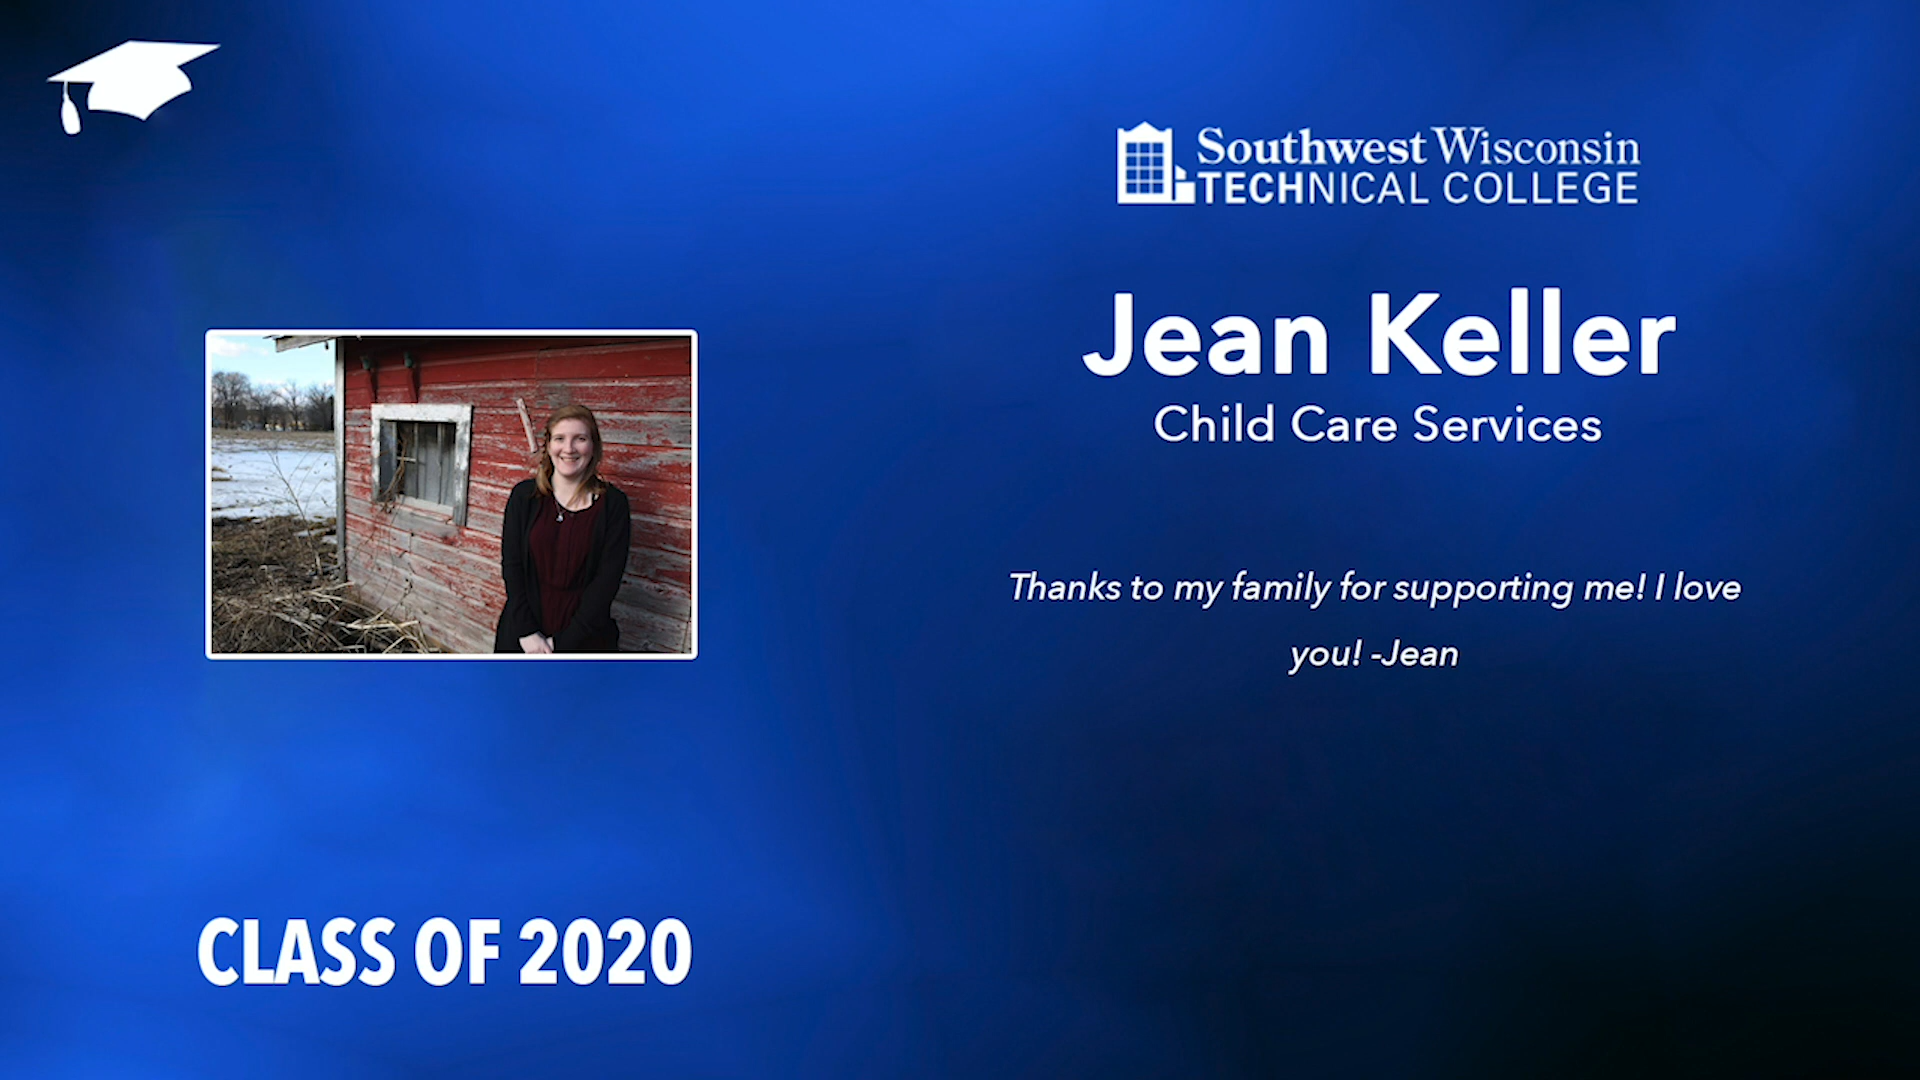 Southwest Wisconsin
TECHNICAL COLLEGE
Jean Keller
Child Care Services
Thanks to my family for supporting me! I love
you! -Jean
CLASS OF 2020